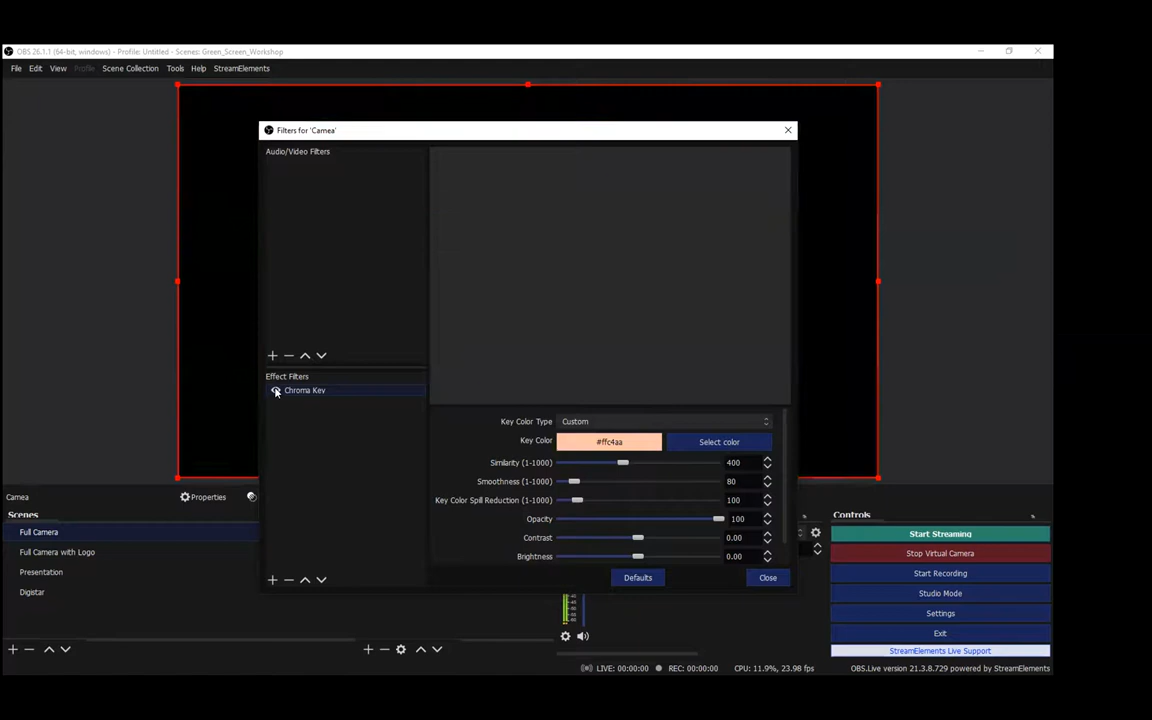 OBS 26.1.1 (64-bit, windows) - Profile: Untitled - Scenes: Green_Screen_Workshop
File Edit View Profile Scene Collection Tools Help StreamElements
Filters for 'Camea'
Audio/Video Filters
Effect Filters
Chroma Key
Key Color Type Custom
Key Color #ffc4aa Select color
Similarity (1-1000) 400
Smoothness (1-1000) 80
Key Color Spill Reduction (1-1000) 100
Opacity 100
Contrast 0.00
Brightness 0.00
Defaults Close
Camea Properties
Scenes
Full Camera
Full Camera with Logo
Presentation
Digistar
Controls
Start Streaming
Stop Virtual Camera
Start Recording
Studio Mode
Settings
Exit
StreamElements Live Support
LIVE: 00:00:00 REC: 00:00:00 CPU: 11.9%, 23.98 fps OBS.Live version 21.3.8.729 powered by StreamElements